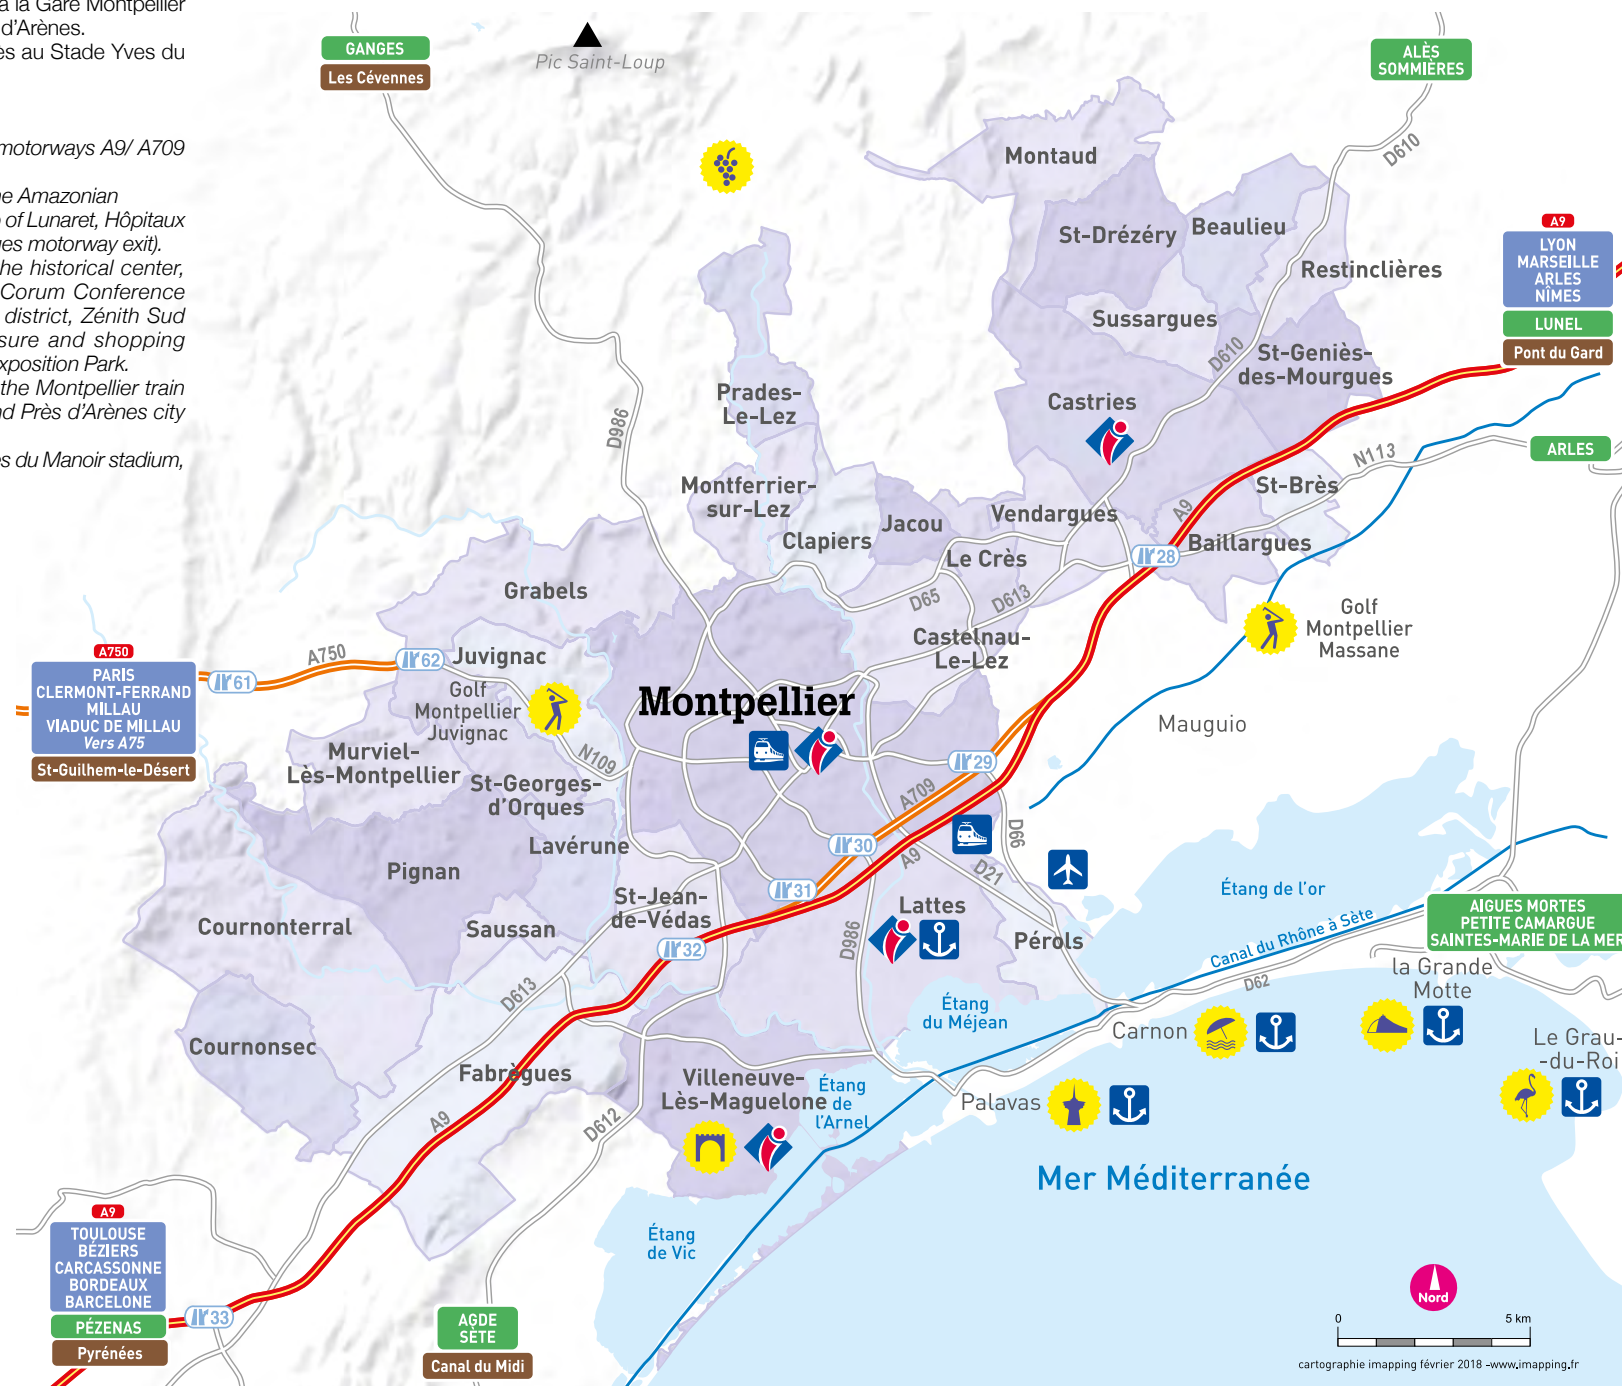 à la Gare Montpellier
d'Arènes.
ès au Stade Yves du
motorways A9/ A709
ne Amazonian
of Lunaret, Hôpitaux
ues motorway exit).
he historical center,
Corum Conference
district, Zénith Sud
sure and shopping
xposition Park.
the Montpellier train
nd Près d'Arènes city
es du Manoir stadium,
GANGES
Les Cévennes
Pic Saint-Loup
ALÈS
SOMMIÈRES
D610
Montaud
St-Drézéry
Beaulieu
Restinclières
A9
LYON
MARSEILLE
ARLES
NÎMES
LUNEL
Pont du Gard
Sussargues
D610
St-Geniès-
des-Mourgues
Prades-
Le-Lez
Castries
D986
N113
ARLES
Montferrier-
sur-Lez
St-Brès
Jacou
Vendargues
A9
Clapiers
Baillargues
Le Crès
28
Grabels
D65
D613
Golf
Montpellier
Massane
Castelnau-
Le-Lez
A750
PARIS
CLERMONT-FERRAND
MILLAU
VIADUC DE MILLAU
Vers A75
St-Guilhem-le-Désert
61
A750
62
Juvignac
Golf
Montpellier
Juvignac
Montpellier
Mauguio
Murviel-
Lès-Montpellier
N109
29
St-Georges-
d'Orques
A709
D66
Lavérune
30
A9
Pignan
D21
31
Étang de l'or
St-Jean-
de-Védas
Lattes
AIGUES MORTES
PETITE CAMARGUE
SAINTES-MARIE DE LA MER
Cournonterral
Saussan
32
D986
Pérols
Canal du Rhône à Sète
la Grande
Motte
D62
D613
Étang
du Méjean
Carnon
Le Grau-
-du-Roi
Cournonsec
Fabrègues
Villeneuve-
Lès-Maguelone
Étang
de
l'Arnel
Palavas
A9
D612
Mer Méditerranée
A9
TOULOUSE
BÉZIERS
CARCASSONNE
BORDEAUX
BARCELONE
PÉZENAS
Pyrénées
33
Étang
de Vic
AGDE
SÈTE
Canal du Midi
Nord
0 5 km
cartographie imapping février 2018 -www.imapping.fr